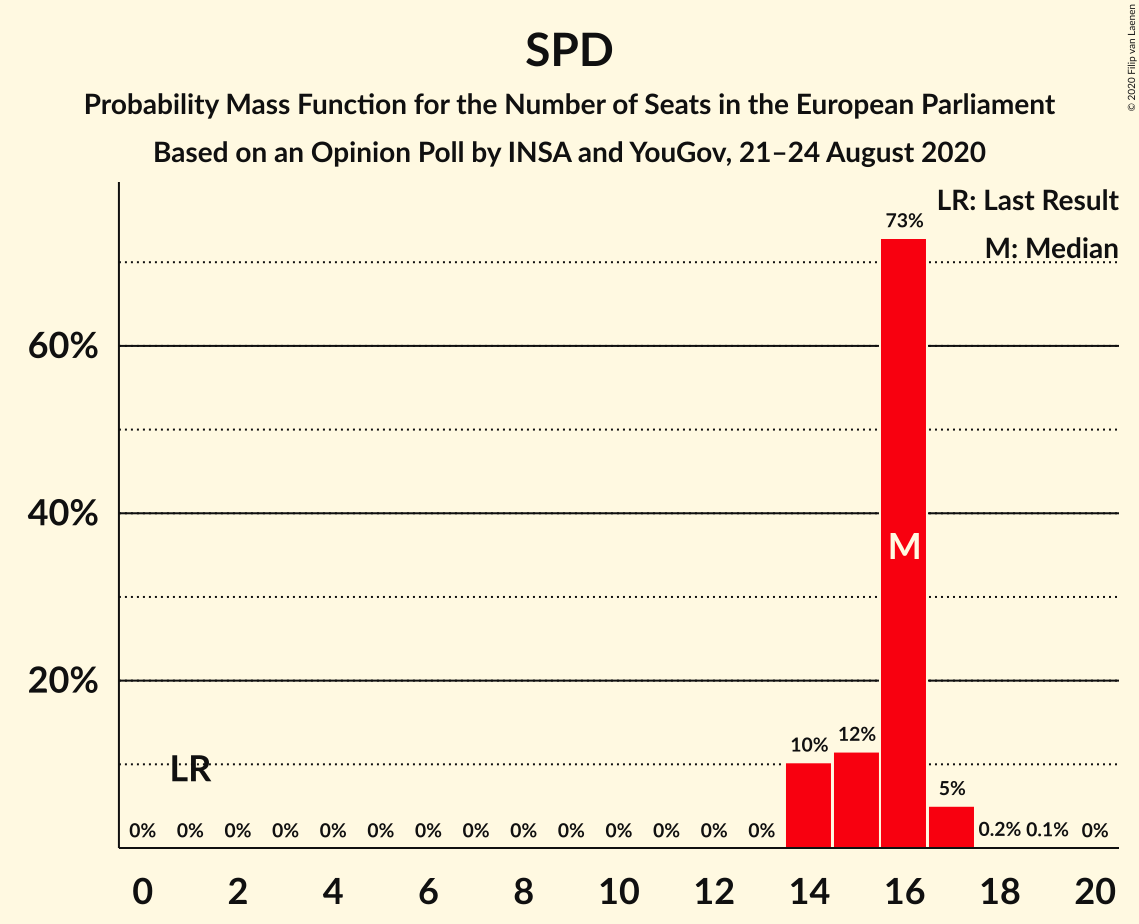 SPD
Probability Mass Function for the Number of Seats in the European Parliament
Based on an Opinion Poll by INSA and YouGov, 21–24 August 2020
© 2020 Filip van Laenen
LR: Last Result
M: Median
73%
60%
40%
M
20%
LR
10%
12%
5%
0% 0% 0% 0% 0% 0% 0% 0% 0% 0% 0% 0% 0% 0% 0.2% 0.1% 0%
0 2 4 6 8 10 12 14 16 18 20